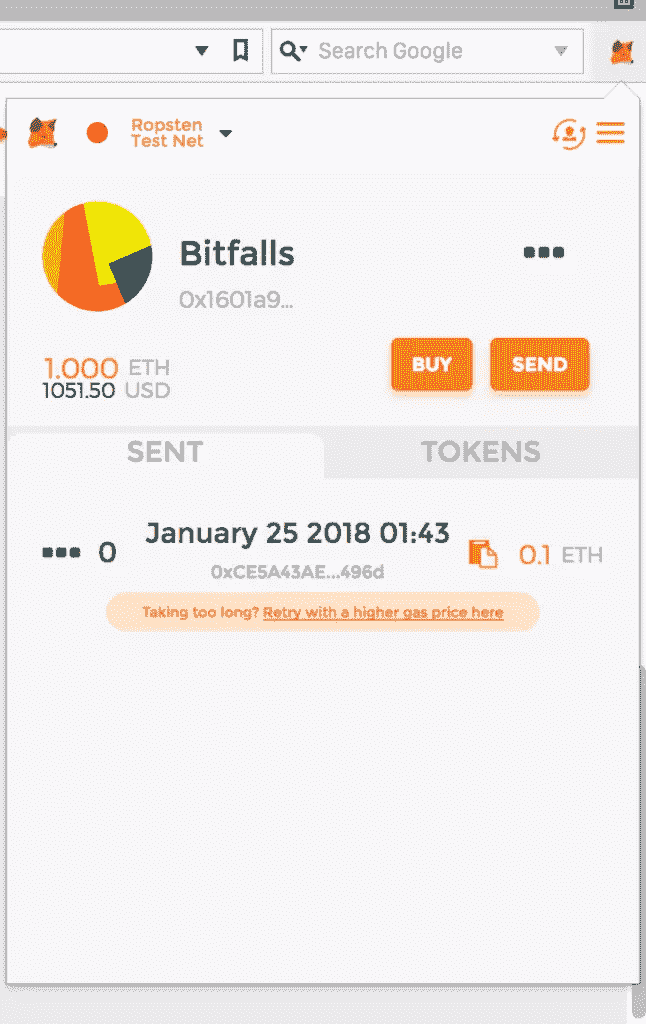 Search Google
Ropsten
Test Net
Bitfalls
0x1601a9...
1.000 ETH
1051.50 USD
BUY
SEND
SENT
TOKENS
0
January 25 2018 01:43
0xCE5A43AE...496d
0.1 ETH
Taking too long? Retry with a higher gas price here